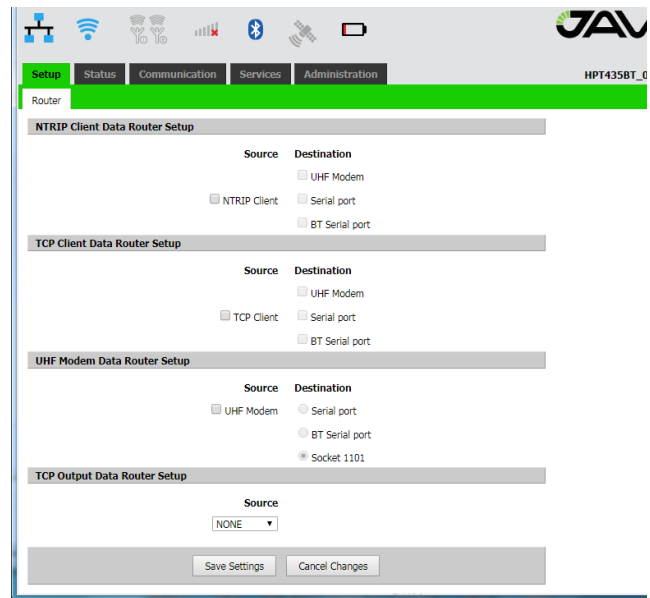 JAV
Setup Status Communication Services Administration HPT435BT_0
Router
NTRIP Client Data Router Setup
Source Destination
UHF Modem
NTRIP Client Serial port
BT Serial port
TCP Client Data Router Setup
Source Destination
UHF Modem
TCP Client Serial port
BT Serial port
UHF Modem Data Router Setup
Source Destination
UHF Modem Serial port
BT Serial port
Socket 1101
TCP Output Data Router Setup
Source
NONE
Save Settings Cancel Changes